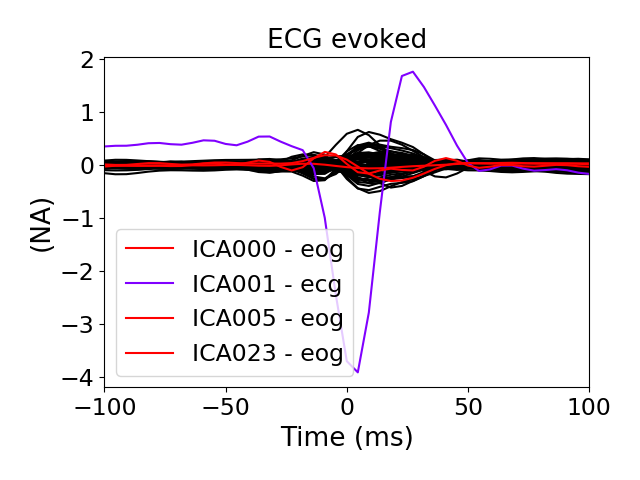 ECG evoked
2
1
0
−1
−2
−3
−4
(NA)
ICA000 - eog
ICA001 - ecg
ICA005 - eog
ICA023 - eog
−100
−50
0
50
100
Time (ms)